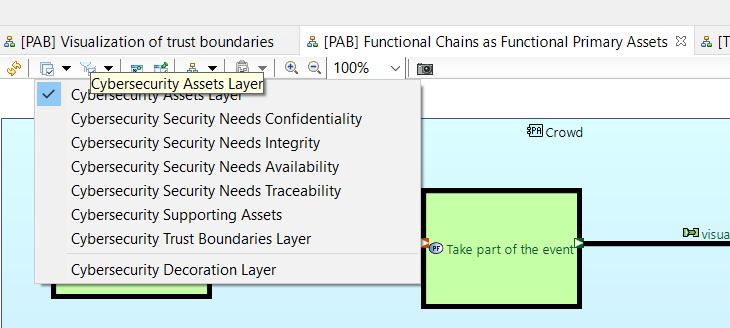 [PAB] Visualization of trust boundaries
[PAB] Functional Chains as Functional Primary Assets
[T
100%
Cybersecurity Assets Layer
Cybersecurity Assets Layer
Cybersecurity Security Needs Confidentiality
Cybersecurity Security Needs Integrity
Cybersecurity Security Needs Availability
Cybersecurity Security Needs Traceability
Cybersecurity Supporting Assets
Cybersecurity Trust Boundaries Layer
Cybersecurity Decoration Layer
PA Crowd
PF Take part of the event
visua